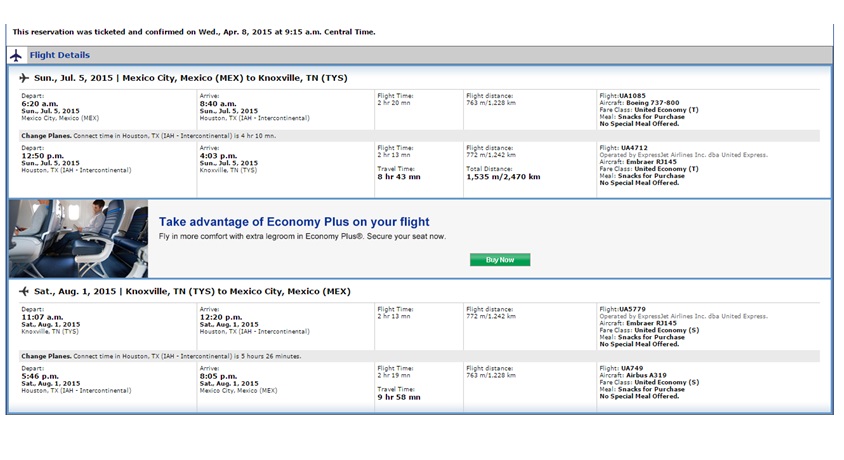 This reservation was ticketed and confirmed on Wed., Apr. 8, 2015 at 9:15 a.m. Central Time.
Flight Details
Sun., Jul. 5, 2015 | Mexico City, Mexico (MEX) to Knoxville, TN (TYS)
Depart:
6:20 a.m.
Sun., Jul. 5, 2015
Mexico City, Mexico (MEX)
Arrive:
8:40 a.m.
Sun., Jul. 5, 2015
Houston, TX (IAH - Intercontinental)
Flight Time:
2 hr 20 mn
Flight distance:
763 m/1,228 km
Flight:UA1085
Aircraft: Boeing 737-800
Fare Class: United Economy (T)
Meal: Snacks for Purchase
No Special Meal Offered.
Change Planes. Connect time in Houston, TX (IAH - Intercontinental) is 4 hr 10 mn.
Depart:
12:50 p.m.
Sun., Jul. 5, 2015
Houston, TX (IAH - Intercontinental)
Arrive:
4:03 p.m.
Sun., Jul. 5, 2015
Knoxville, TN (TYS)
Flight Time:
2 hr 13 mn
Travel Time:
8 hr 43 mn
Flight distance:
772 m/1,242 km
Total Distance:
1,535 m/2,470 km
Flight: UA4712
Operated by ExpressJet Airlines Inc. dba United Express.
Aircraft: Embraer RJ145
Fare Class: United Economy (T)
Meal: Snacks for Purchase
No Special Meal Offered.
Take advantage of Economy Plus on your flight
Fly in more comfort with extra legroom in Economy Plus®. Secure your seat now.
Buy Now
Sat., Aug. 1, 2015 | Knoxville, TN (TYS) to Mexico City, Mexico (MEX)
Depart:
11:07 a.m.
Sat., Aug. 1, 2015
Knoxville, TN (TYS)
Arrive:
12:20 p.m.
Sat., Aug. 1, 2015
Houston, TX (IAH - Intercontinental)
Flight Time:
2 hr 13 mn
Flight distance:
772 m/1,242 km
Flight:UA5779
Operated by ExpressJet Airlines Inc. dba United Express.
Aircraft: Embraer RJ145
Fare Class: United Economy (S)
Meal: Snacks for Purchase
No Special Meal Offered.
Change Planes. Connect time in Houston, TX (IAH - Intercontinental) is 5 hours 26 minutes.
Depart:
5:46 p.m.
Sat., Aug. 1, 2015
Houston, TX (IAH - Intercontinental)
Arrive:
8:05 p.m.
Sat., Aug. 1, 2015
Mexico City, Mexico (MEX)
Flight Time:
2 hr 19 mn
Travel Time:
9 hr 58 mn
Flight distance:
763 m/1,228 km
Flight: UA749
Aircraft: Airbus A319
Fare Class: United Economy (S)
Meal: Snacks for Purchase
No Special Meal Offered.